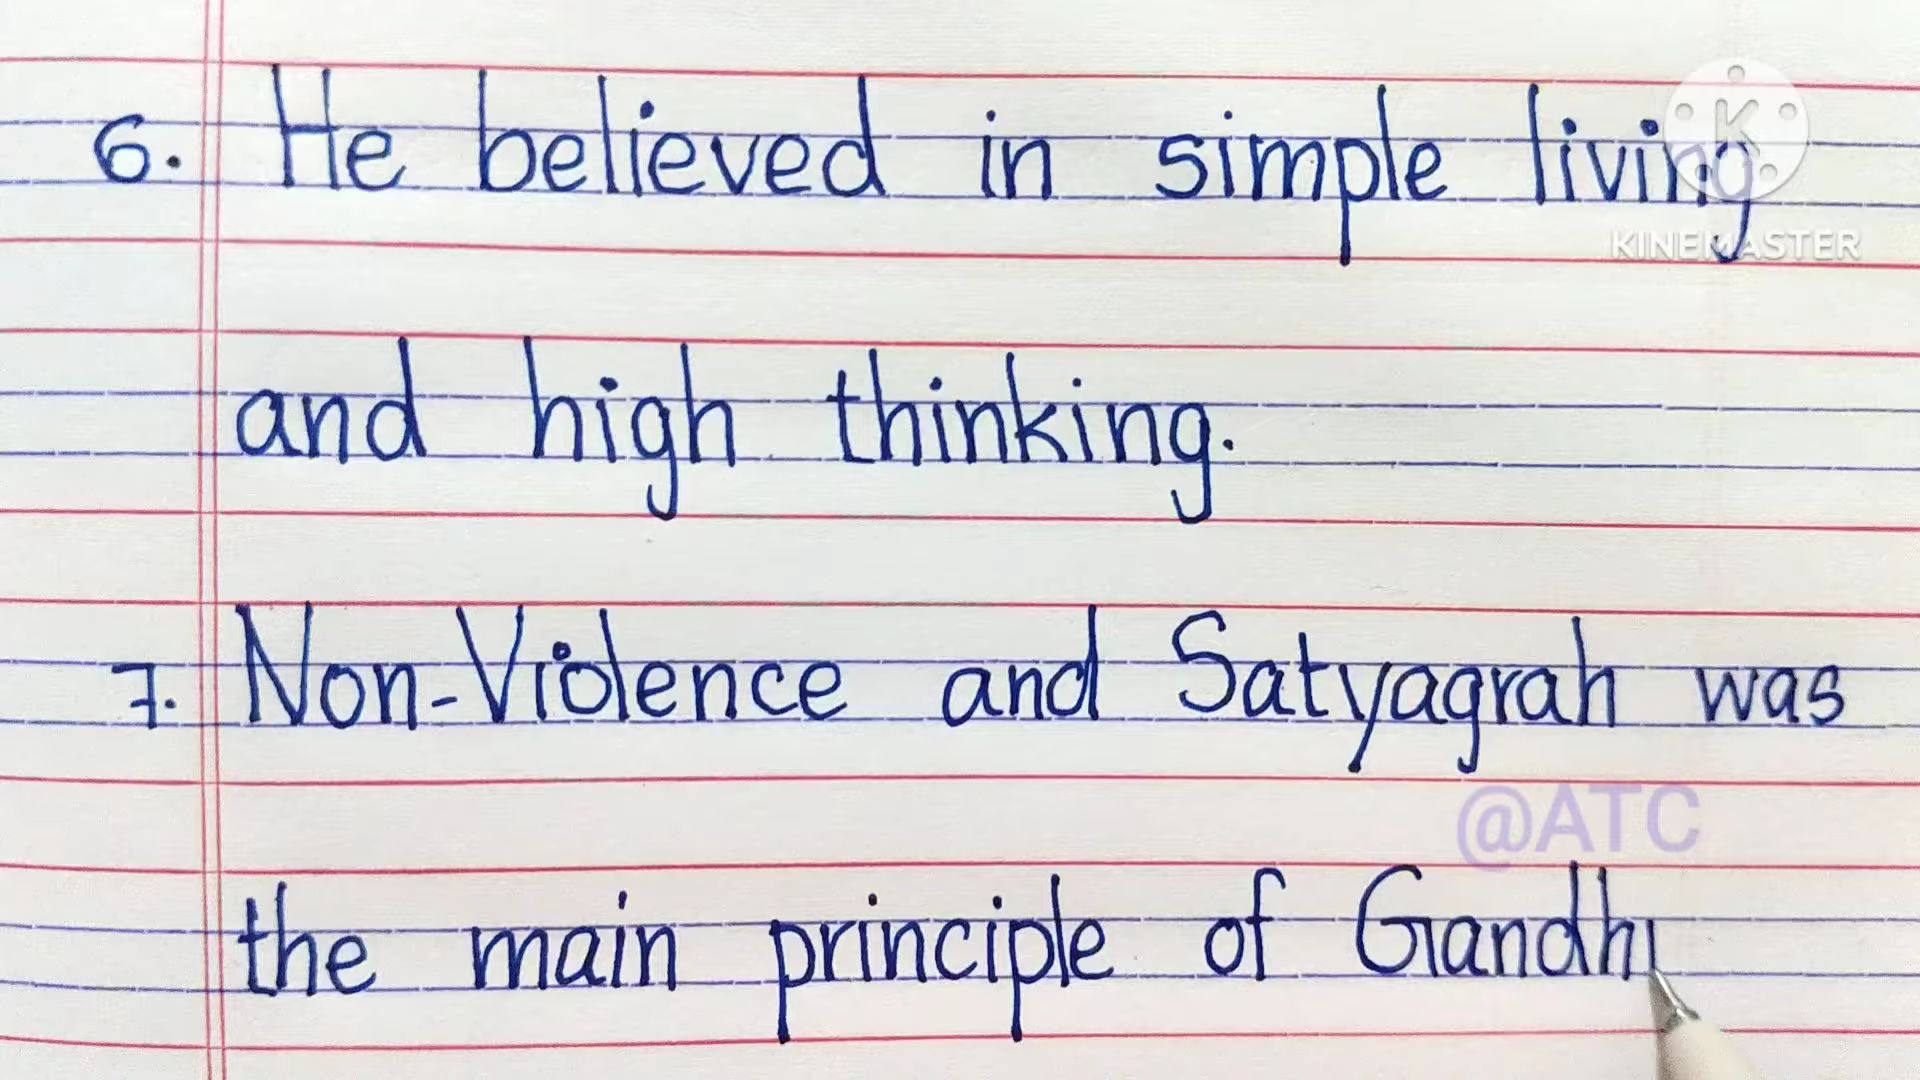 6. He believed in simple living
KINEMASTER
and high thinking.
7. Non-Violence and Satyagrah was
@ATC
the main principle of Gandhi